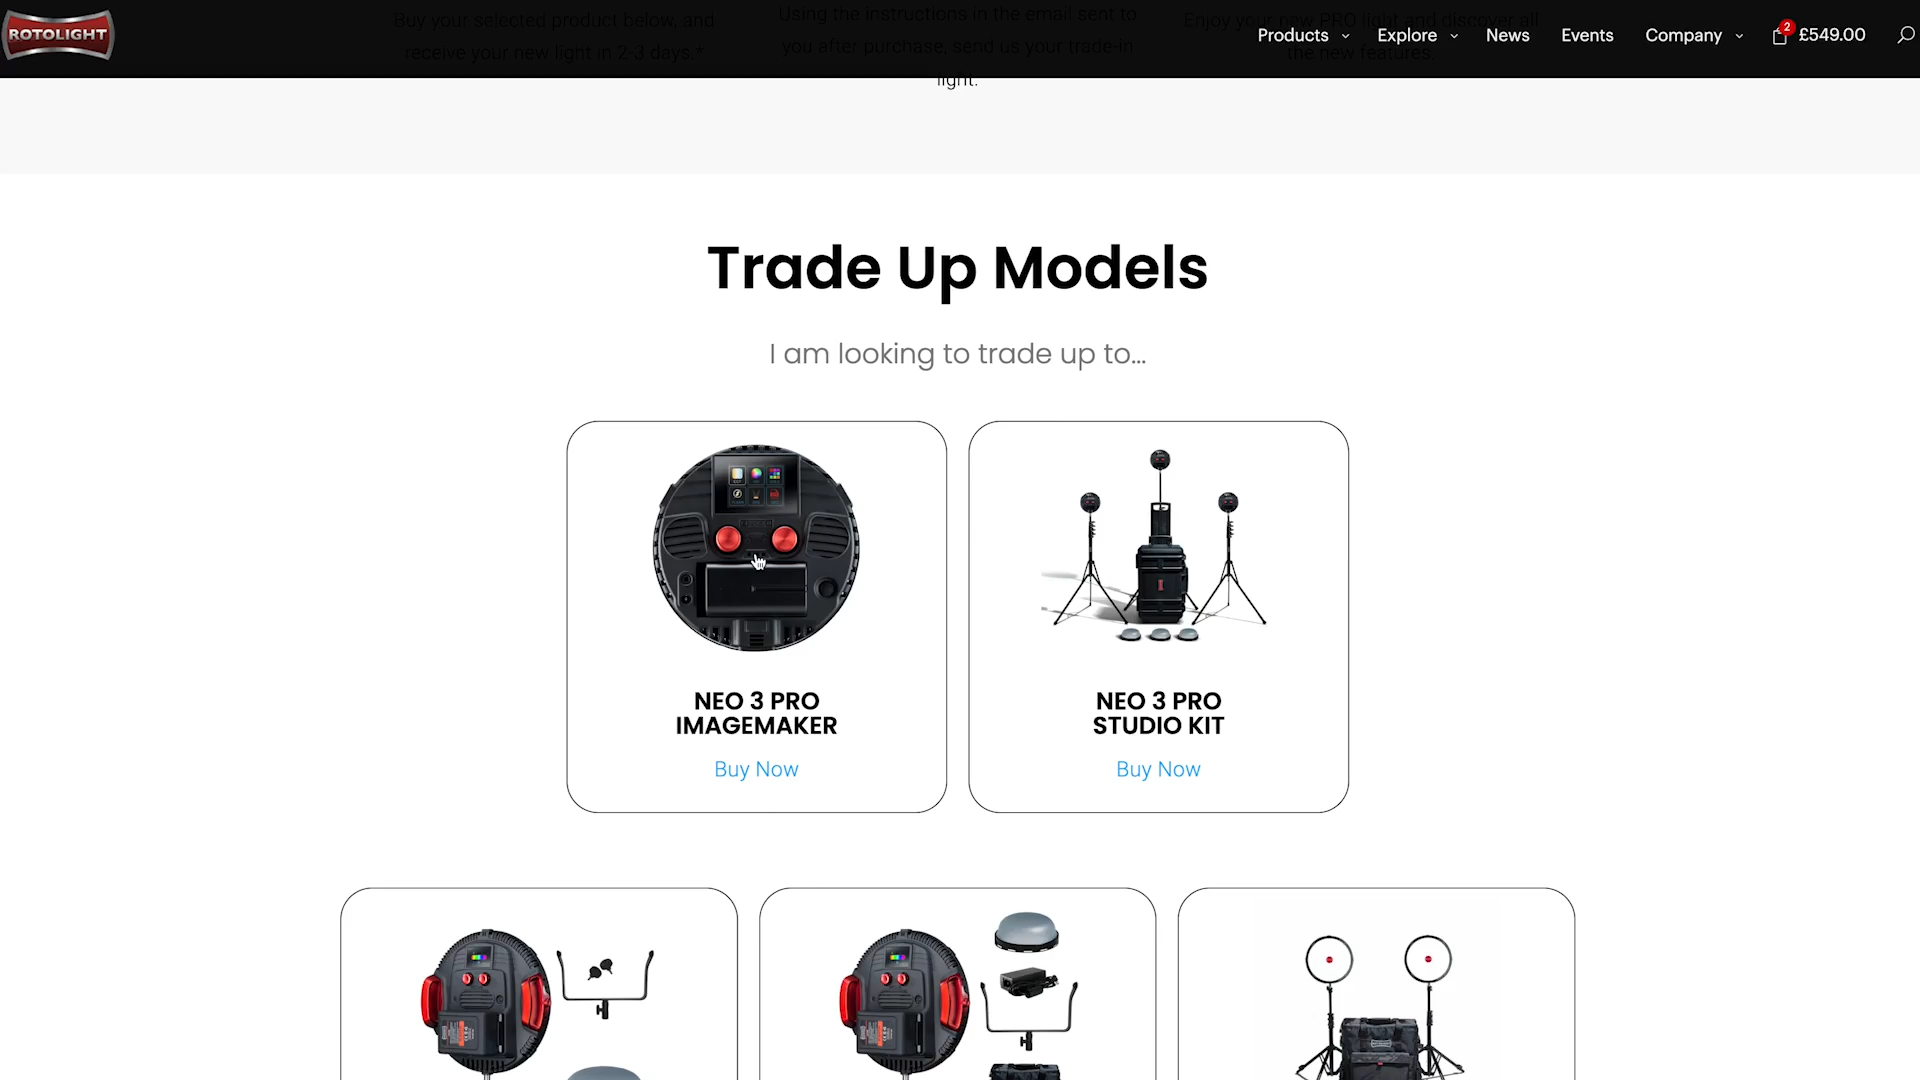 ROTOLIGHT
Buy your selected product below, and
receive your new light in 2-3 days.*
Using the instructions in the email sent to
you after purchase, send us your trade-in
light.
Enjoy your new PRO light and discover all
the new features.
Products
Explore
News
Events
Company
2
£549.00
Trade Up Models
I am looking to trade up to...
NEO 3 PRO
IMAGEMAKER
Buy Now
NEO 3 PRO
STUDIO KIT
Buy Now